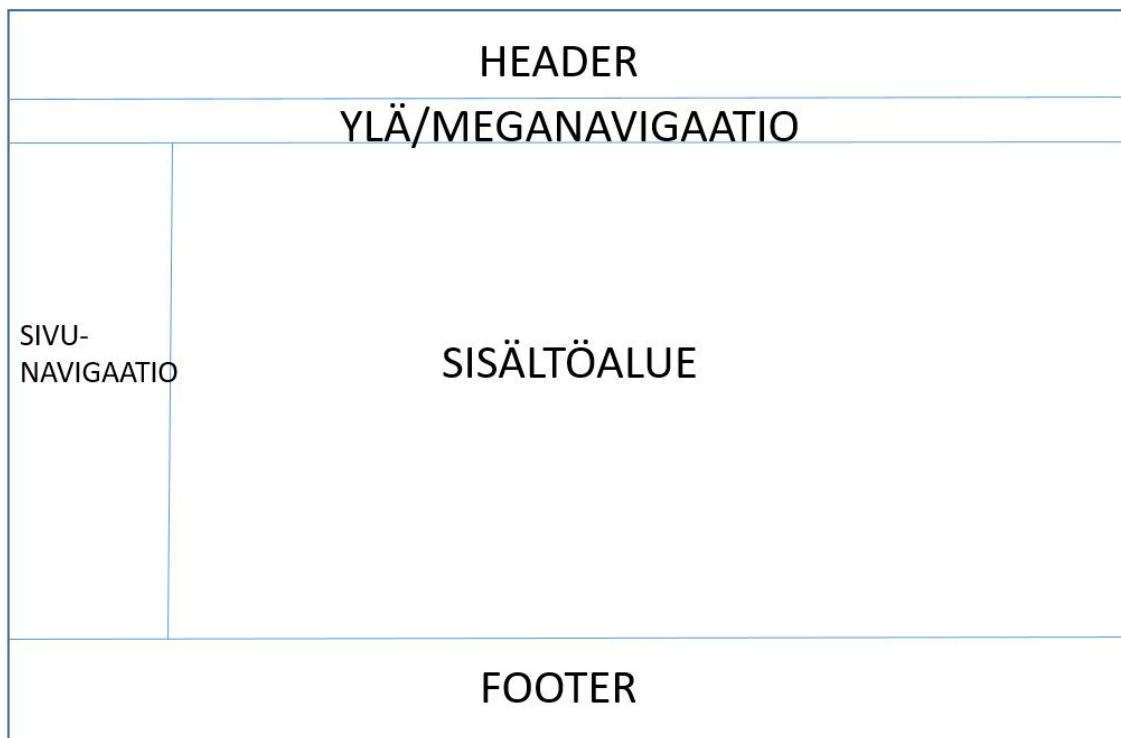 HEADER
YLÄ/MEGANAVIGAATIO
SIVU-
NAVIGAATIO
SISÄLTÖALUE
FOOTER